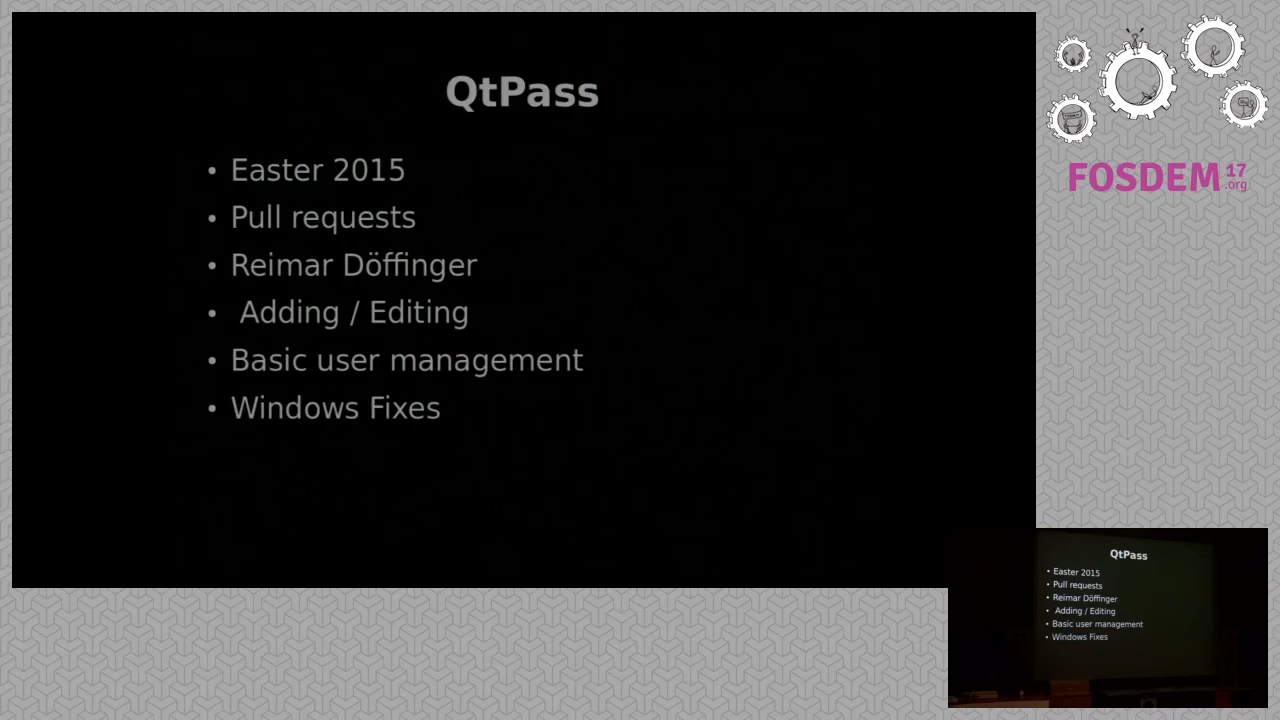 QtPass
• Easter 2015
• Pull requests
• Reimar Döffinger
• Adding / Editing
• Basic user management
• Windows Fixes
FOSDEM 17 .org
QtPass
• Easter 2015
• Pull requests
• Reimar Döffinger
• Adding / Editing
• Basic user management
• Windows Fixes